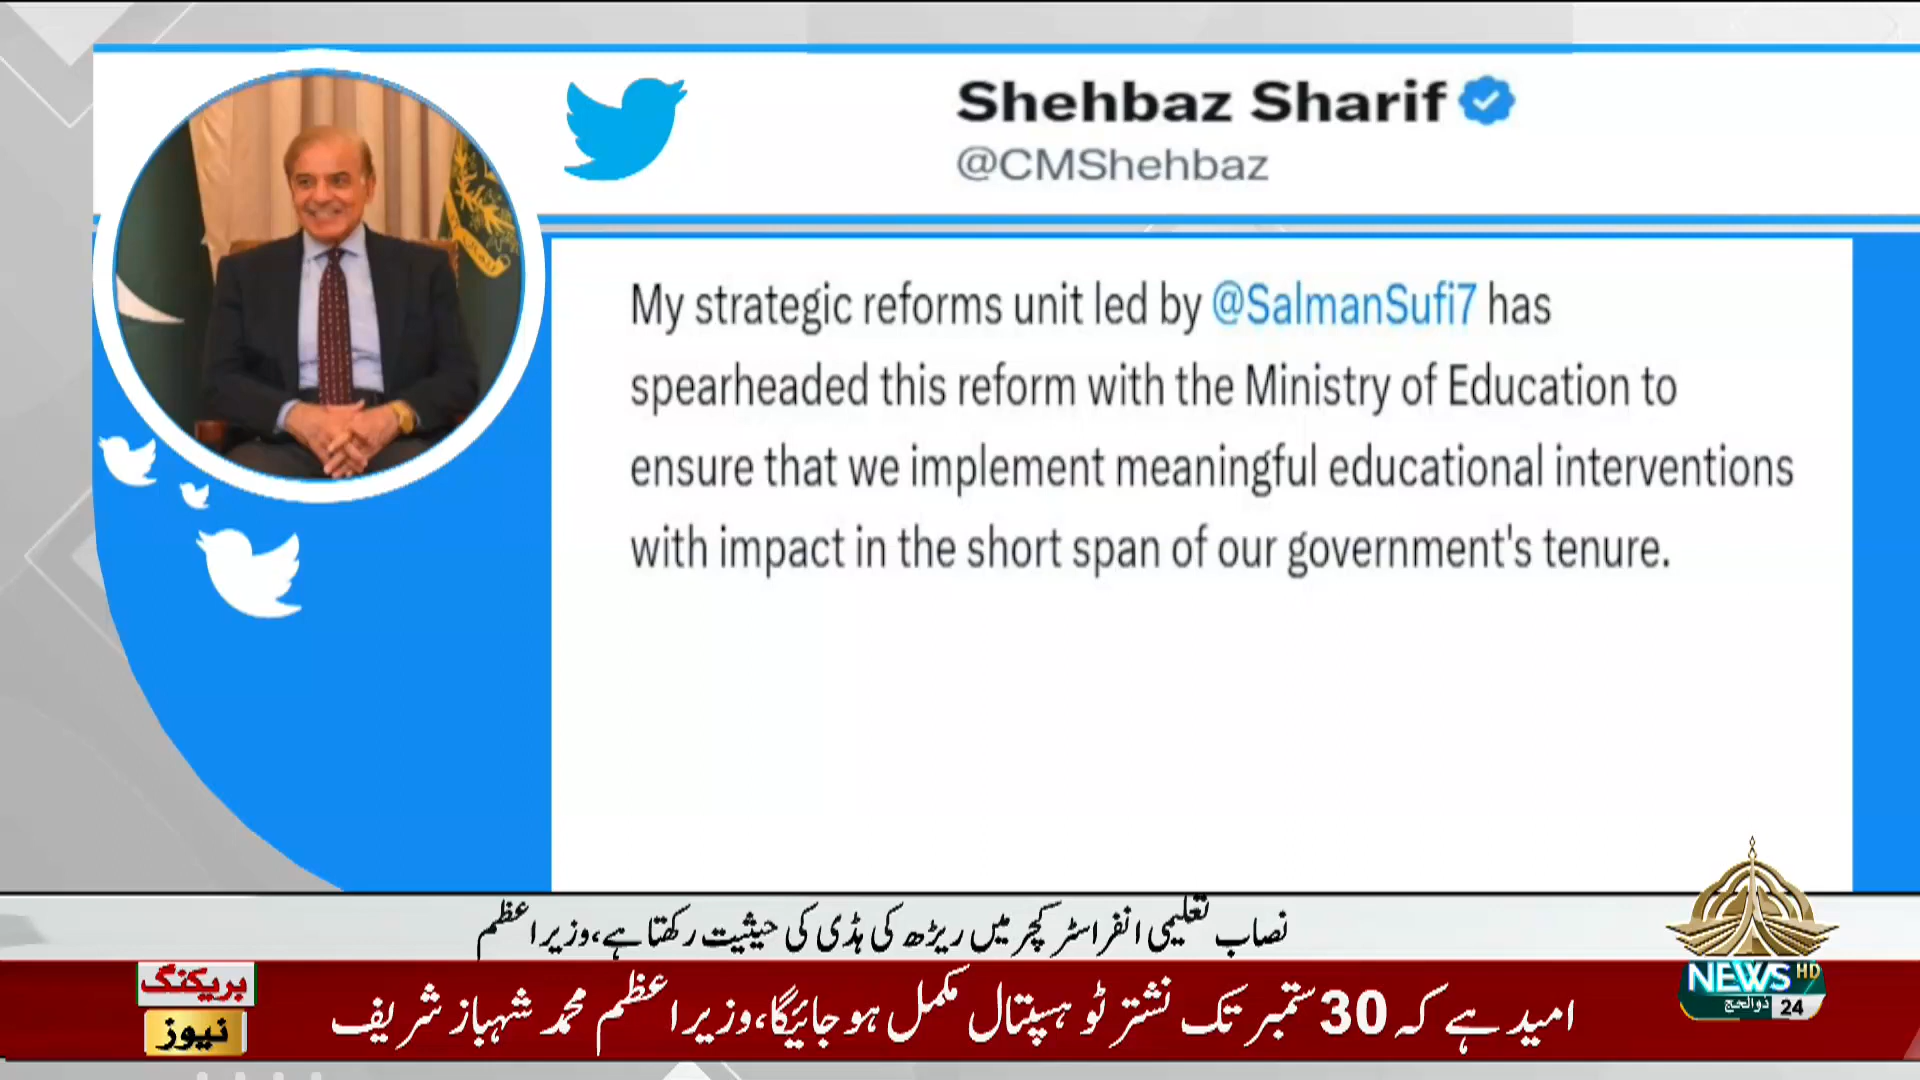 Shehbaz Sharif
@CMShehbaz
My strategic reforms unit led by @SalmanSufi7 has
spearheaded this reform with the Ministry of Education to
ensure that we implement meaningful educational interventions
with impact in the short span of our government's tenure.
نصاب تعلیمی انفراسٹرکچر میں ریڑھ کی ہڈی کی حیثیت رکھتا ہے، وزیراعظم
بریکنگ
نیوز
امید ہے کہ 30 ستمبر تک نشتر ٹو ہسپتال مکمل ہو جائیگا، وزیراعظم محمد شہباز شریف
NEWS HD
ذوالحج 24